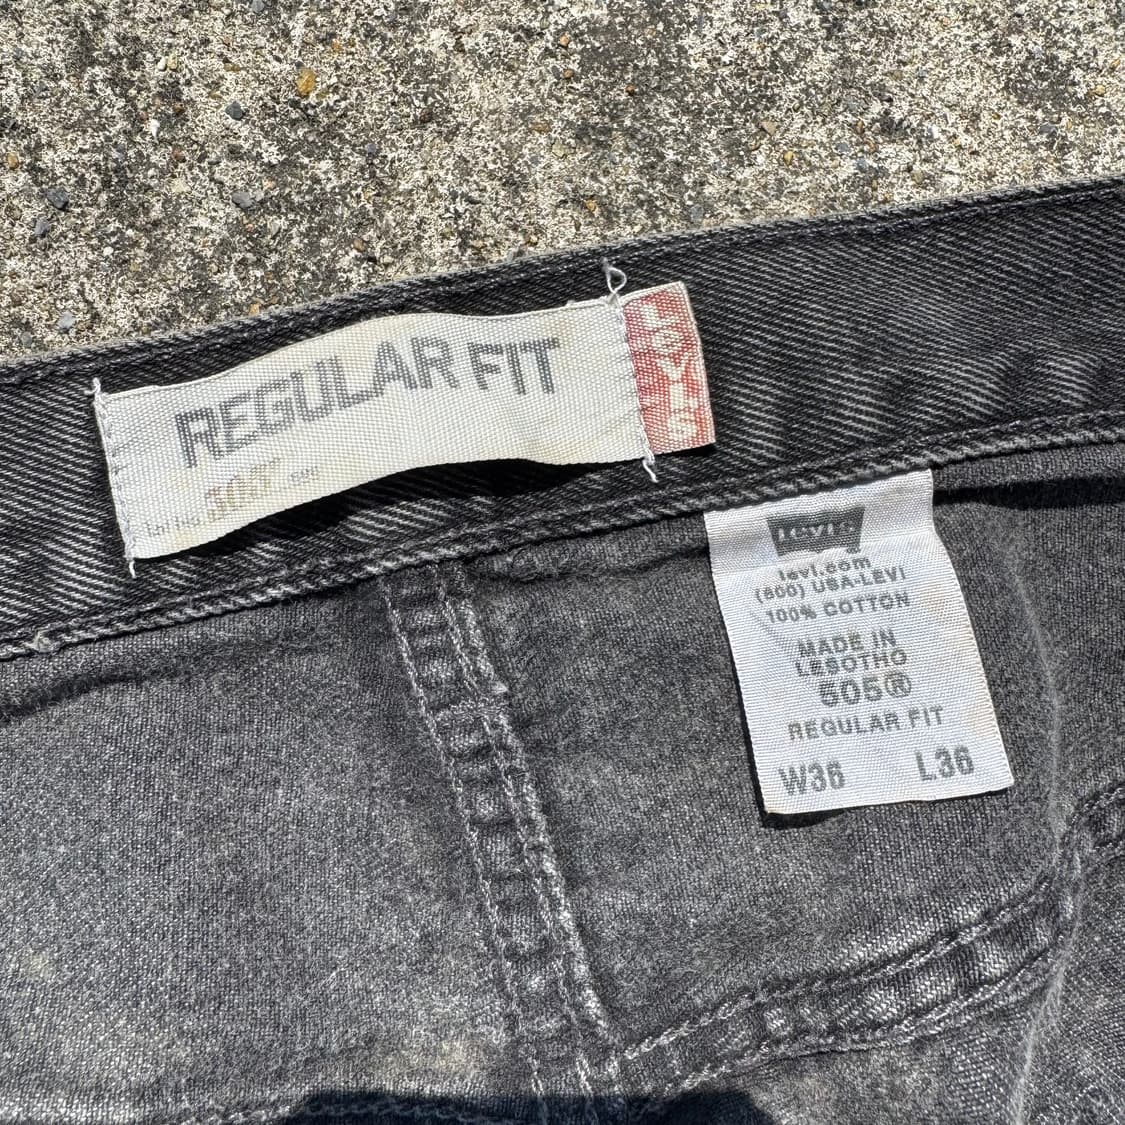 REGULAR FIT
505™
LEVI'S
Levi's
levi.com
(800) USA-LEVI
100% COTTON
MADE IN
LESOTHO
505®
REGULAR FIT
W36 L36